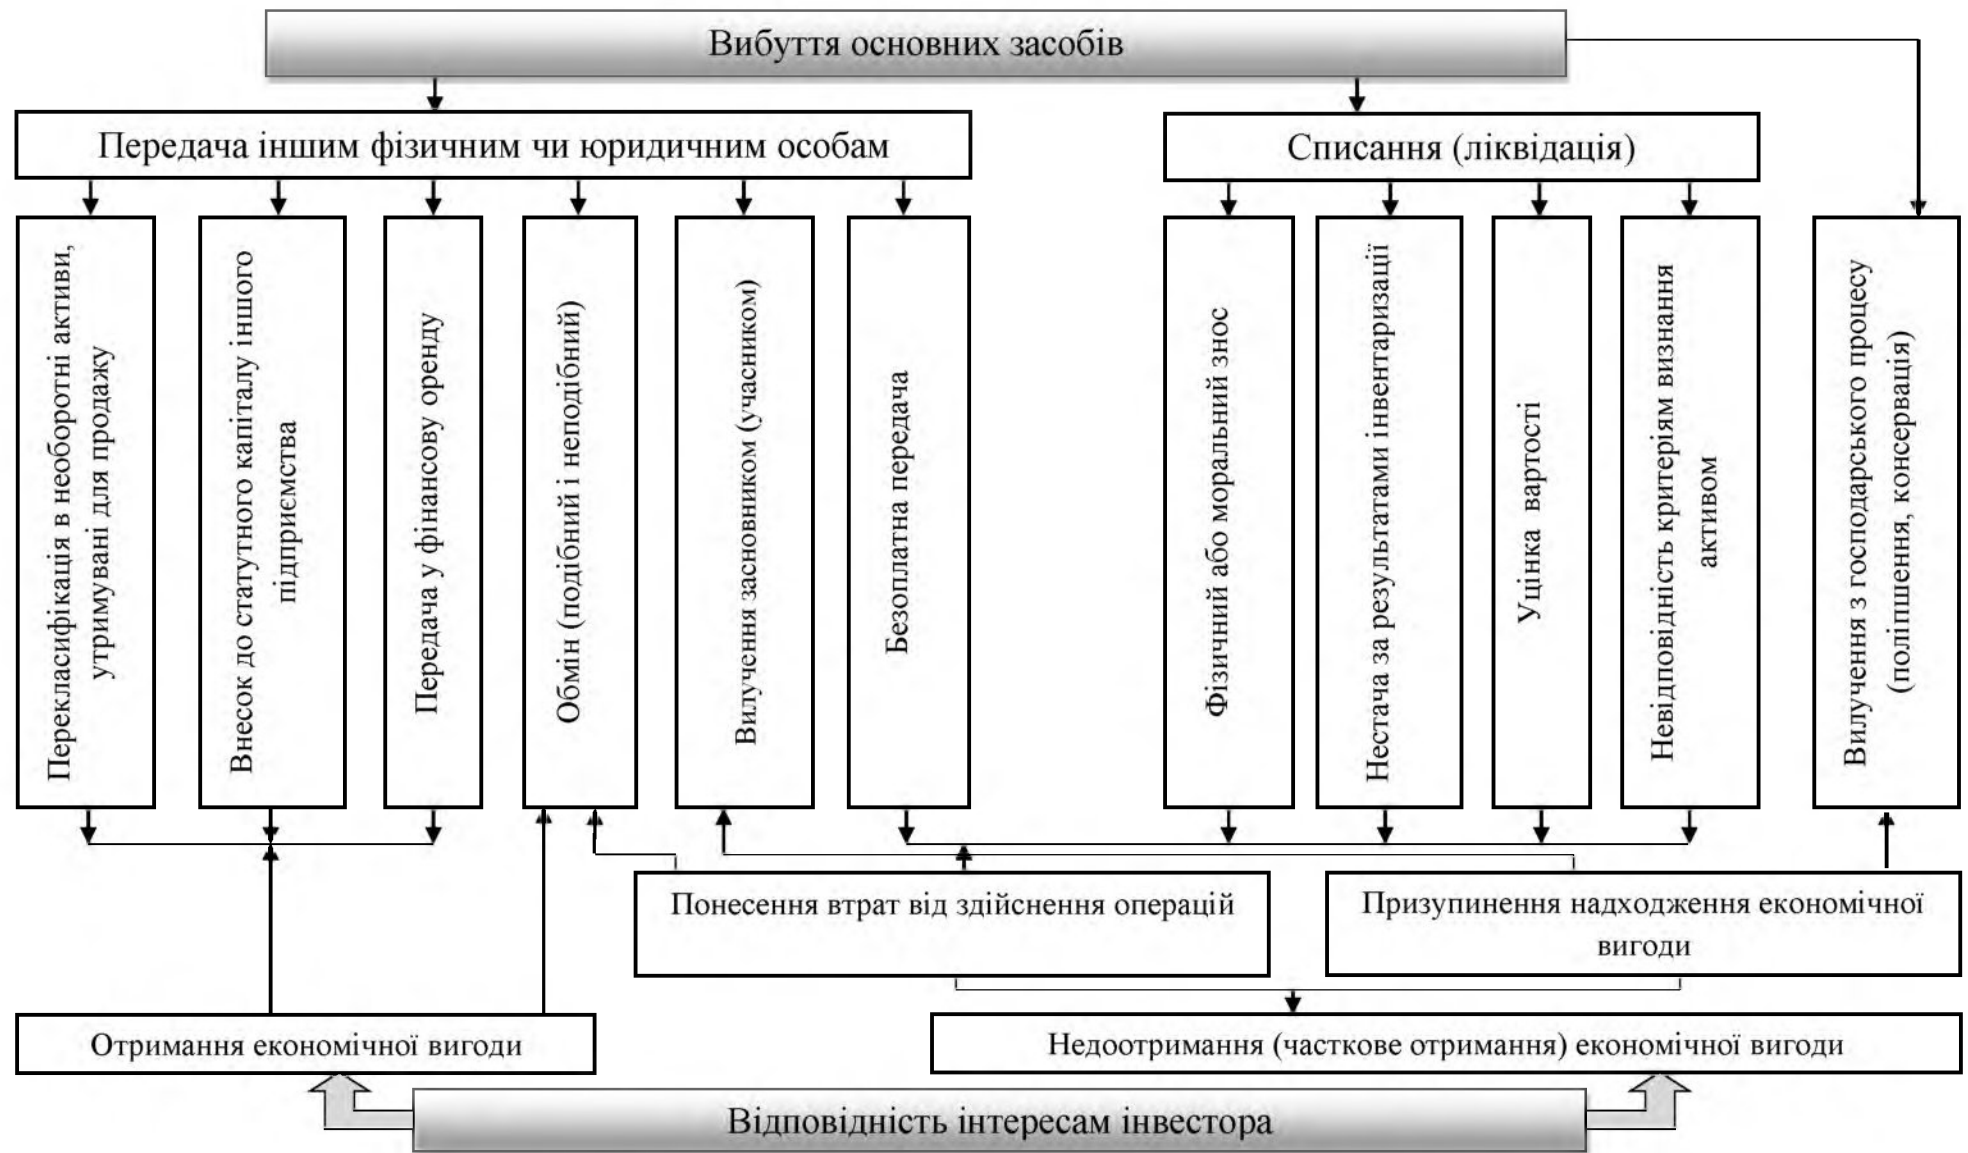 Вибуття основних засобів
Передача іншим фізичним чи юридичним особам
Списання (ліквідація)
Перекласифікація в необоротні активи,
утримувані для продажу
Внесок до статутного капіталу іншого
підприємства
Передача у фінансову оренду
Обмін (подібний і неподібний)
Вилучення засновником (учасником)
Безоплатна передача
Фізичний або моральний знос
Нестача за результатами інвентаризації
Уцінка вартості
Невідповідність критеріям визнання
активом
Вилучення з господарського процесу
(поліпшення, консервація)
Понесення втрат від здійснення операцій
Призупинення надходження економічної
вигоди
Отримання економічної вигоди
Недоотримання (часткове отримання) економічної вигоди
Відповідність інтересам інвестора